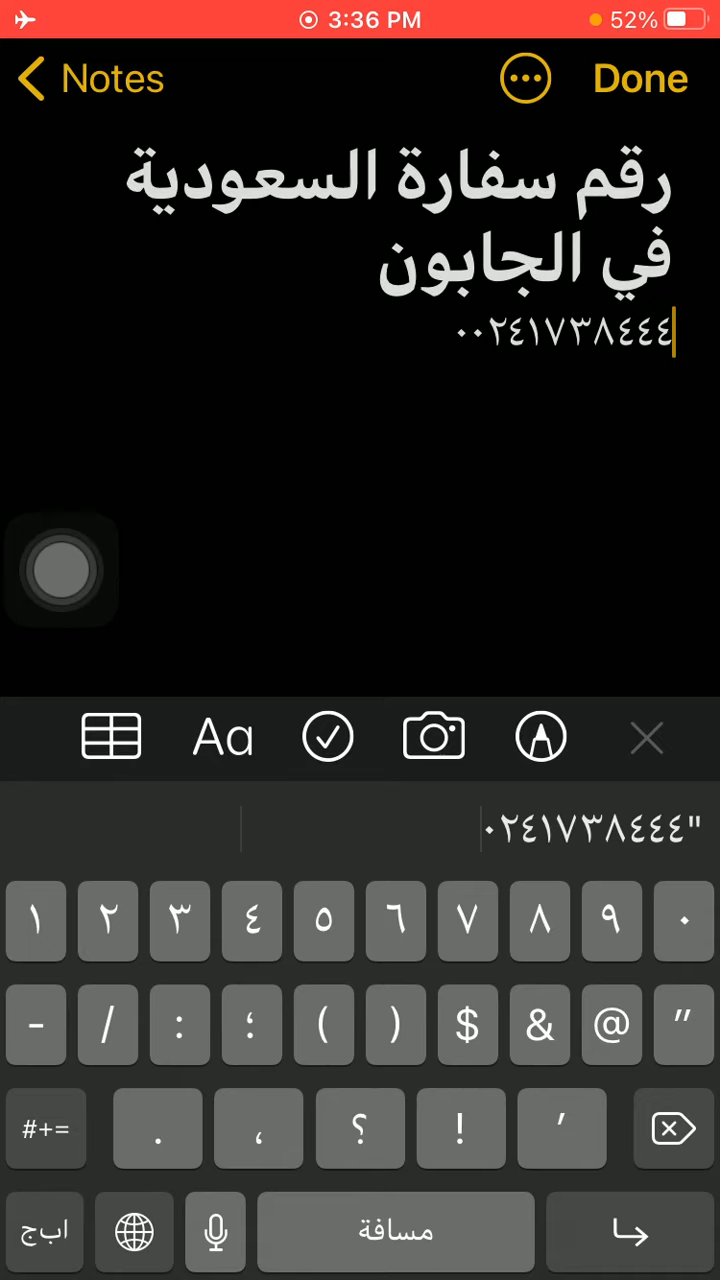 3:36 PM
52%
Notes
Done
رقم سفارة السعودية
في الجابون
٠٠٢٤١٧٣٨٤٤٤
Aa
٠٢٤١٧٣٨٤٤٤"
١ ٢ ٣ ٤ ٥ ٦ ٧ ٨ ٩ ٠
- / : ؛ ( ) $ & @ "
#+= . ، ؟ ! '
اب‌ج مسافة